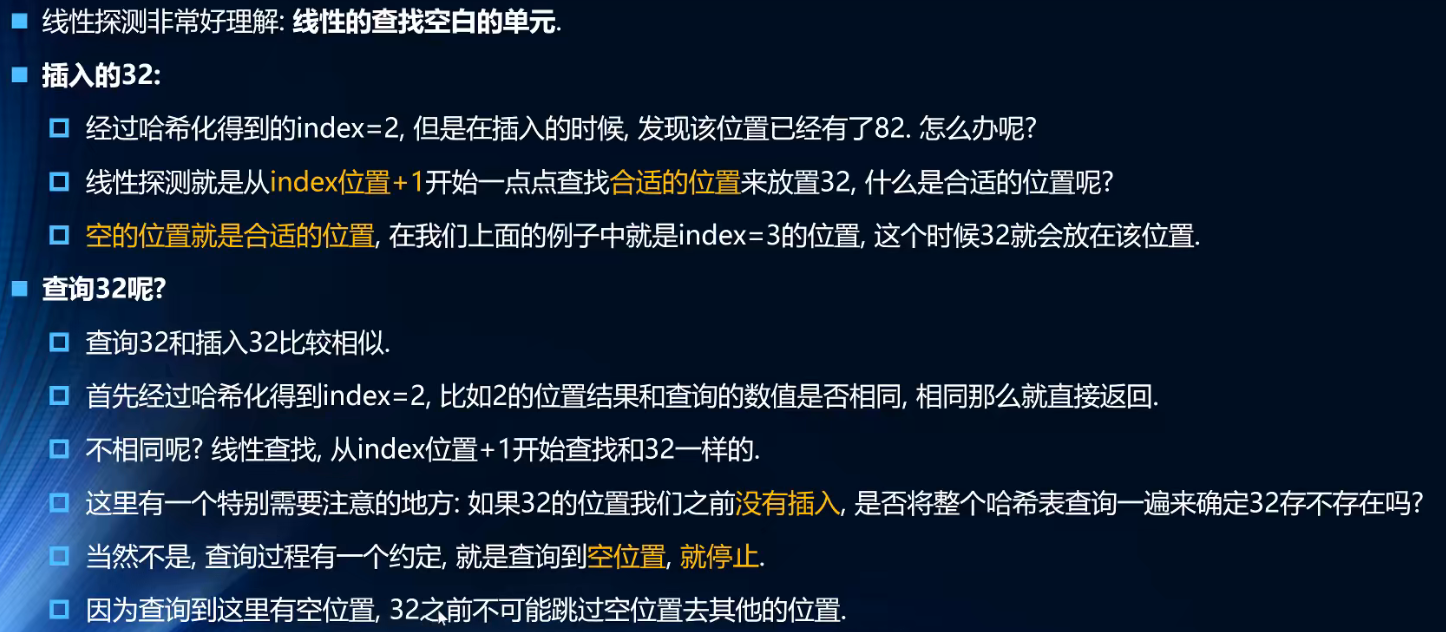 线性探测非常好理解: 线性的查找空白的单元.
插入的32:
经过哈希化得到的index=2, 但是在插入的时候, 发现该位置已经有了82. 怎么办呢?
线性探测就是从index位置+1开始一点点查找合适的位置来放置32, 什么是合适的位置呢?
空的位置就是合适的位置, 在我们上面的例子中就是index=3的位置, 这个时候32就会放在该位置.
查询32呢?
查询32和插入32比较相似.
首先经过哈希化得到index=2, 比如2的位置结果和查询的数值是否相同, 相同那么就直接返回.
不相同呢? 线性查找, 从index位置+1开始查找和32一样的.
这里有一个特别需要注意的地方: 如果32的位置我们之前没有插入, 是否将整个哈希表查询一遍来确定32存不存在吗?
当然不是, 查询过程有一个约定, 就是查询到空位置, 就停止.
因为查询到这里有空位置, 32之前不可能跳过空位置去其他的位置.